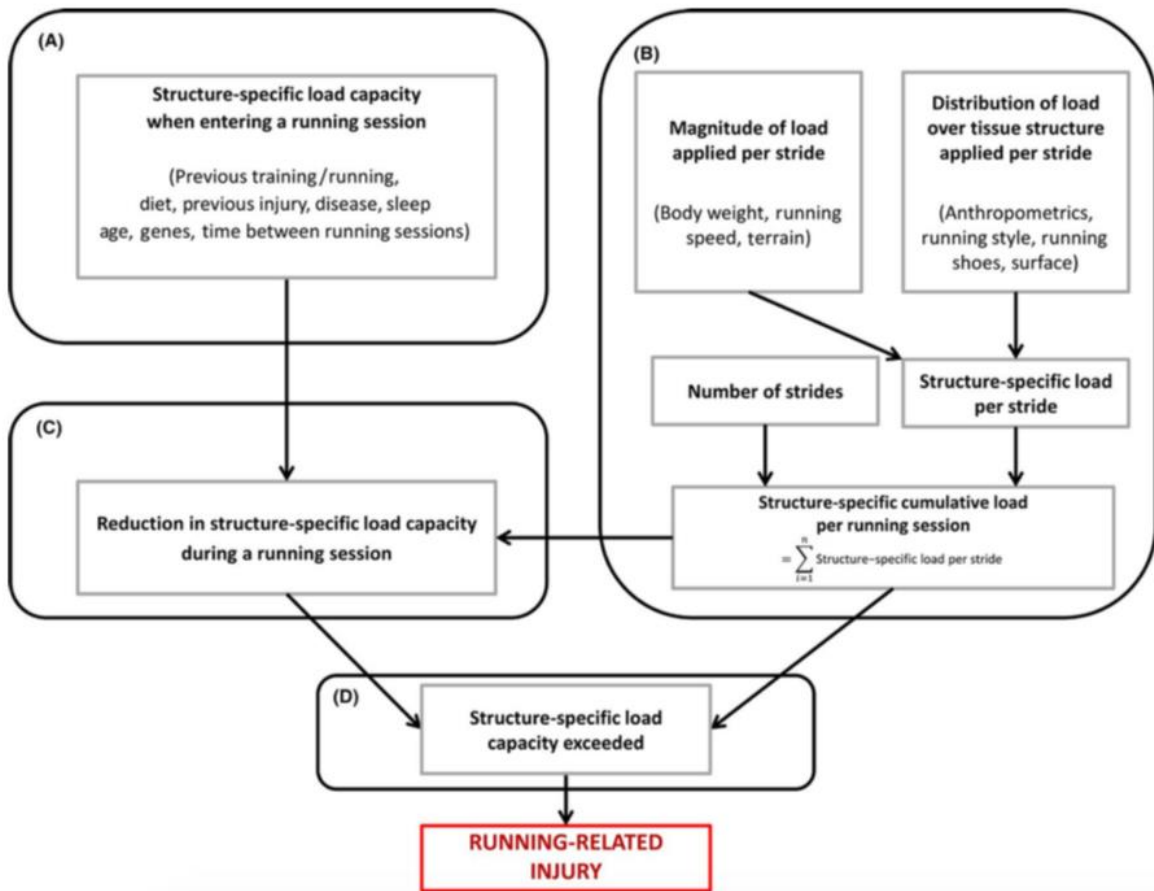 (A)
Structure-specific load capacity
when entering a running session
(Previous training/running,
diet, previous injury, disease, sleep
age, genes, time between running sessions)
(B)
Magnitude of load
applied per stride
(Body weight, running
speed, terrain)
Distribution of load
over tissue structure
applied per stride
(Anthropometrics,
running style, running
shoes, surface)
Number of strides
Structure-specific load
per stride
(C)
Reduction in structure-specific load capacity
during a running session
Structure-specific cumulative load
per running session
= ∑ⁿᵢ₌₁ Structure–specific load per stride
(D)
Structure-specific load
capacity exceeded
RUNNING-RELATED
INJURY